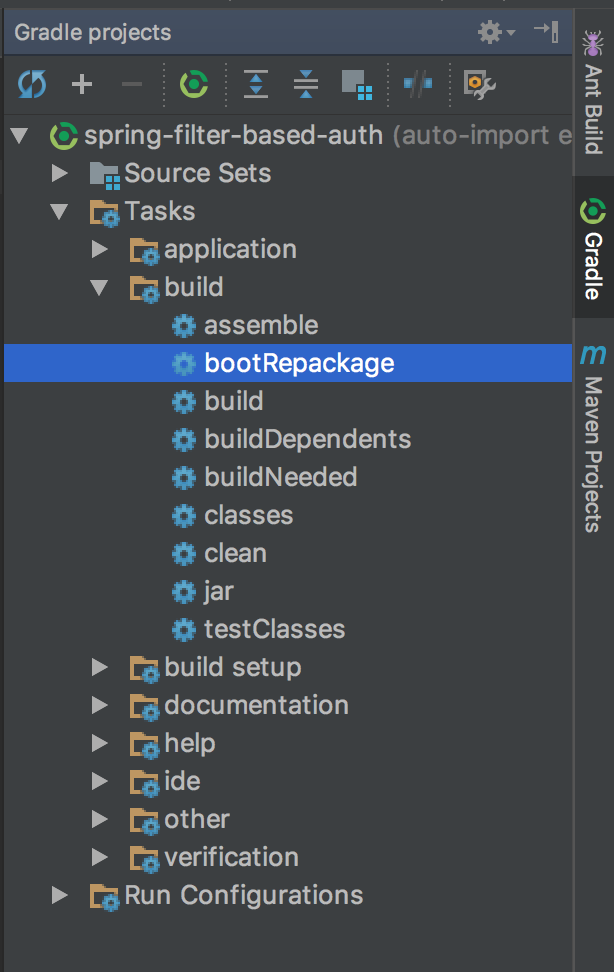 Gradle projects
spring-filter-based-auth (auto-import e
Source Sets
Tasks
application
build
assemble
bootRepackage
build
buildDependents
buildNeeded
classes
clean
jar
testClasses
build setup
documentation
help
ide
other
verification
Run Configurations
Ant Build
Gradle
m
Maven Projects